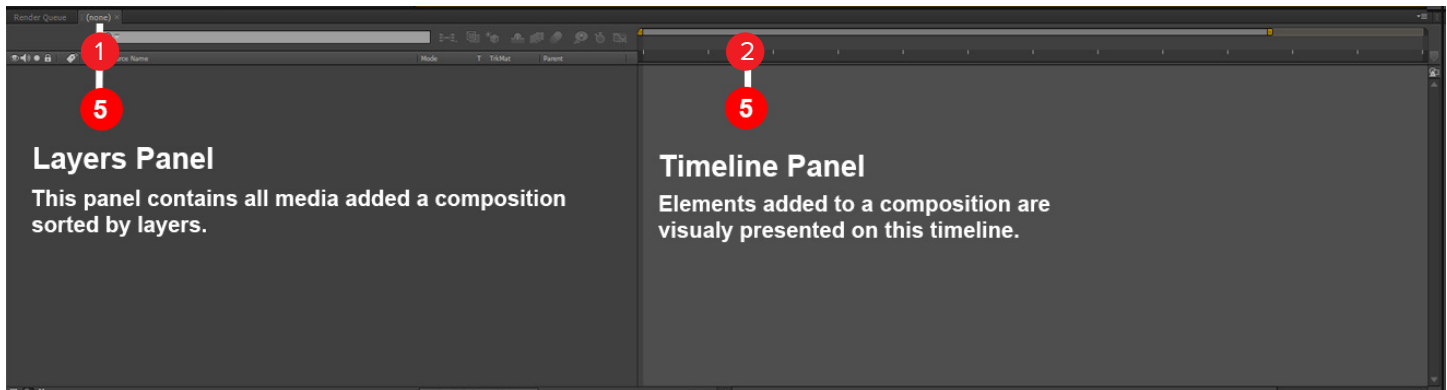 Render Queue (none) ×
1 2
Source Name Mode T TrkMat Parent
5 5
Layers Panel
This panel contains all media added a composition
sorted by layers.
Timeline Panel
Elements added to a composition are
visualy presented on this timeline.